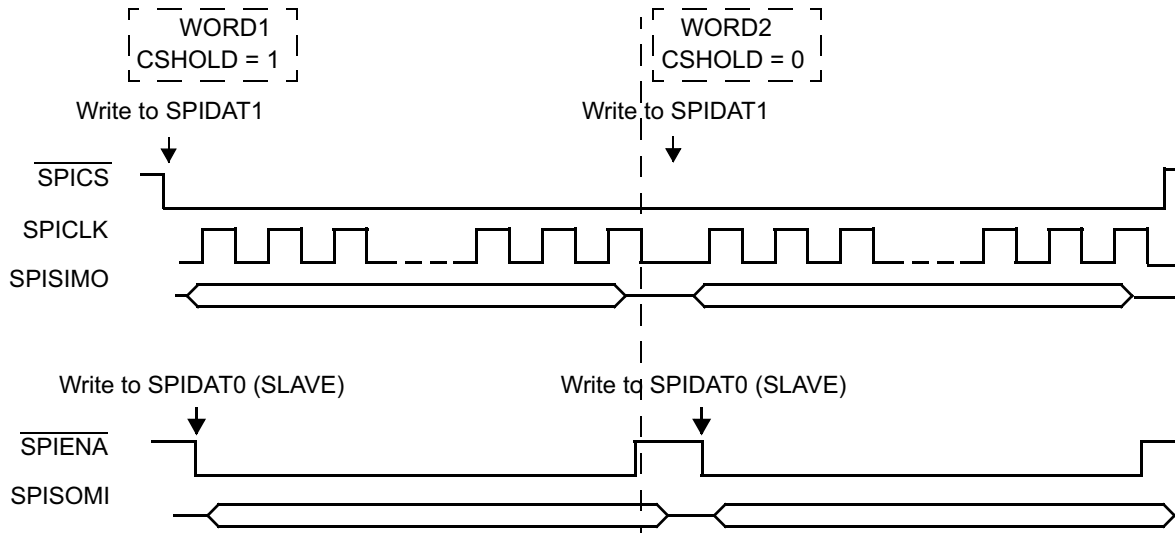 WORD1
CSHOLD = 1
WORD2
CSHOLD = 0
Write to SPIDAT1
Write to SPIDAT1
SPICS
SPICLK
SPISIMO
Write to SPIDAT0 (SLAVE)
Write to SPIDAT0 (SLAVE)
SPIENA
SPISOMI